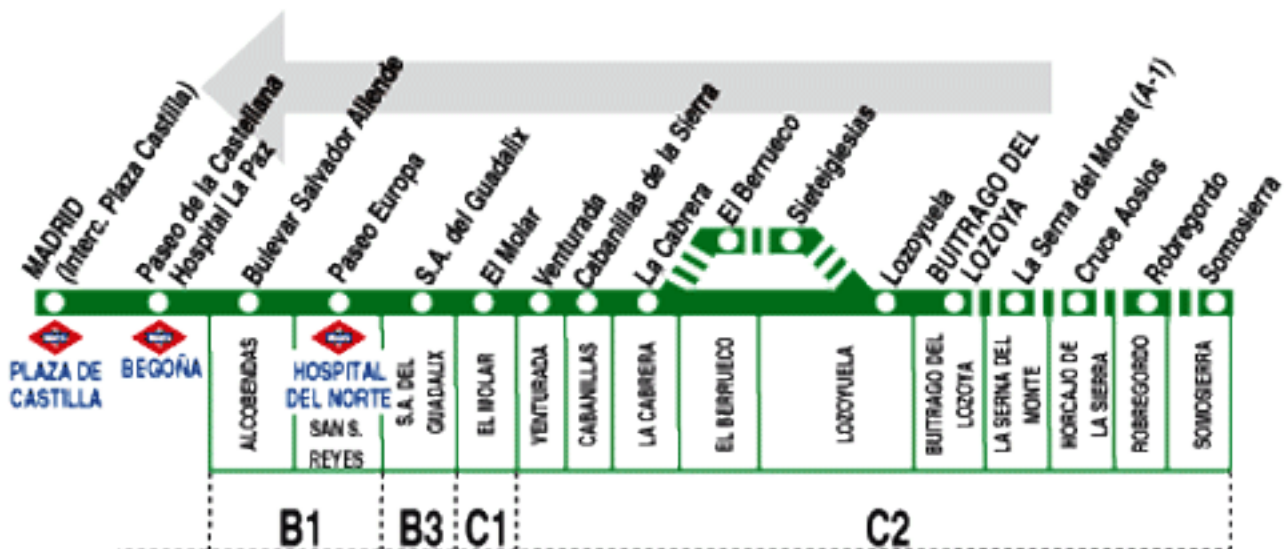 MADRID
(Interc. Plaza Castilla)
Paseo de la Castellana
Hospital La Paz
Bulevar Salvador Allende
Paseo Europa
S.A. del Guadalix
El Molar
Venturada
Cabanillas de la Sierra
La Cabrera
El Berrueco
Sieteiglesias
Lozoyuela
BUITRAGO DEL
LOZOYA
La Serna del Monte (A-1)
Cruce Aoslos
Robregordo
Somosierra
PLAZA DE
CASTILLA
BEGOÑA
HOSPITAL
DEL NORTE
ALCOBENDAS
SAN S.
REYES
S.A. DEL
GUADALIX
EL MOLAR
VENTURADA
CABANILLAS
LA CABRERA
EL BERRUECO
LOZOYUELA
BUITRAGO DEL
LOZOYA
LA SERNA DEL
MONTE
HORCAJO DE
LA SIERRA
ROBREGORDO
SOMOSIERRA
B1
B3
C1
C2